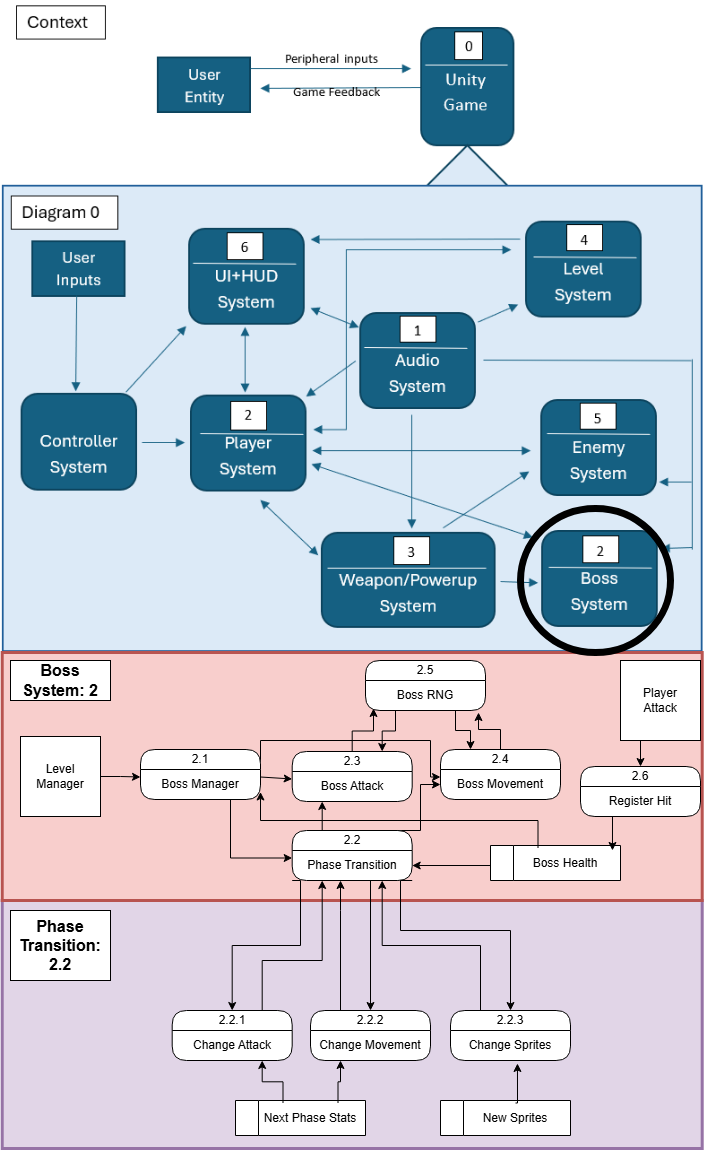 Context
0
Unity
Game
User
Entity
Peripheral inputs
Game Feedback
Diagram 0
User
Inputs
6
UI+HUD
System
4
Level
System
1
Audio
System
Controller
System
2
Player
System
5
Enemy
System
3
Weapon/Powerup
System
2
Boss
System
Boss
System: 2
2.5
Boss RNG
Player
Attack
Level
Manager
2.1
Boss Manager
2.3
Boss Attack
2.4
Boss Movement
2.6
Register Hit
2.2
Phase Transition
Boss Health
Phase
Transition:
2.2
2.2.1
Change Attack
2.2.2
Change Movement
2.2.3
Change Sprites
Next Phase Stats
New Sprites